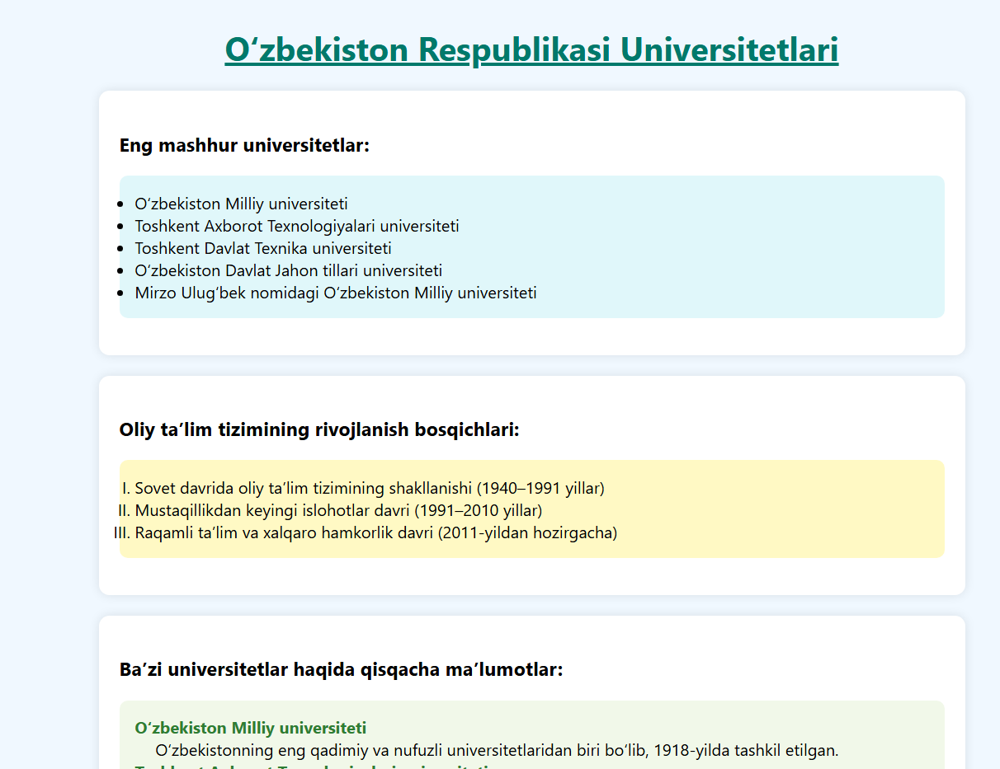 O‘zbekiston Respublikasi Universitetlari
Eng mashhur universitetlar:
• O‘zbekiston Milliy universiteti
• Toshkent Axborot Texnologiyalari universiteti
• Toshkent Davlat Texnika universiteti
• O‘zbekiston Davlat Jahon tillari universiteti
• Mirzo Ulug‘bek nomidagi O‘zbekiston Milliy universiteti
Oliy ta’lim tizimining rivojlanish bosqichlari:
I. Sovet davrida oliy ta’lim tizimining shakllanishi (1940–1991 yillar)
II. Mustaqillikdan keyingi islohotlar davri (1991–2010 yillar)
III. Raqamli ta’lim va xalqaro hamkorlik davri (2011-yildan hozirgacha)
Ba’zi universitetlar haqida qisqacha ma’lumotlar:
O‘zbekiston Milliy universiteti
O‘zbekistonning eng qadimiy va nufuzli universitetlaridan biri bo‘lib, 1918-yilda tashkil etilgan.